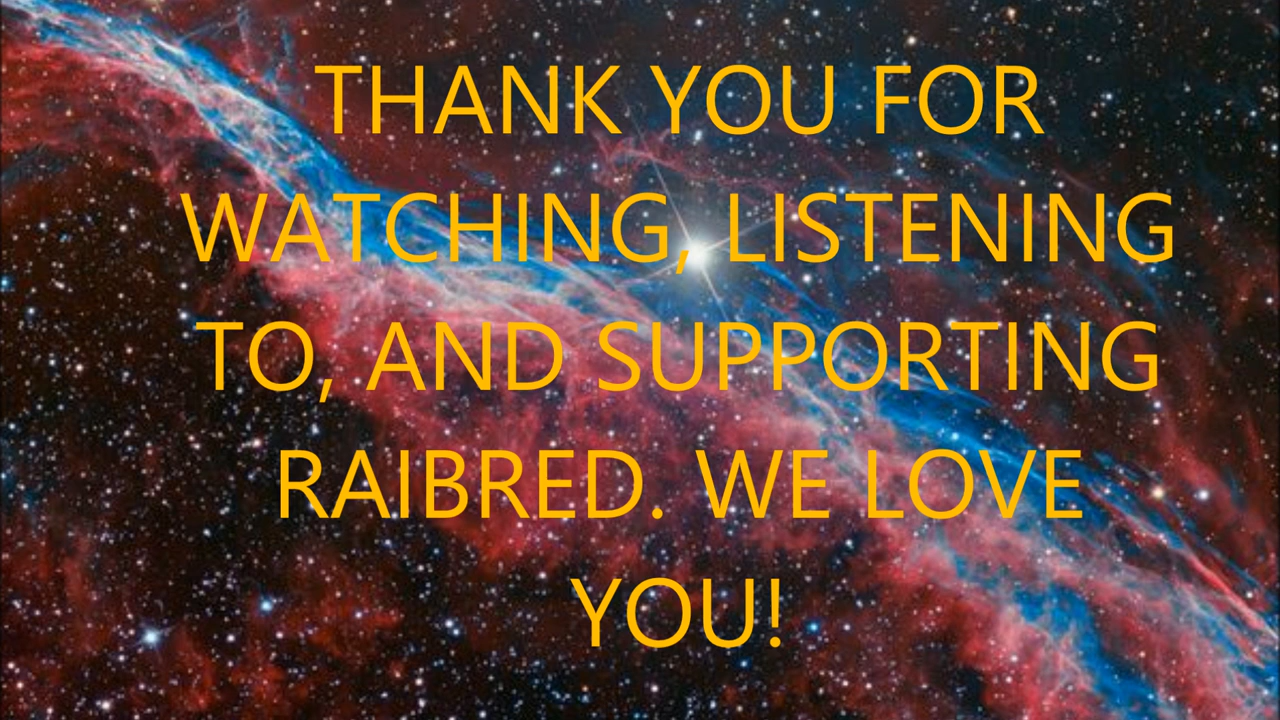 THANK YOU FOR
WATCHING, LISTENING
TO, AND SUPPORTING
RAIBRED. WE LOVE
YOU!